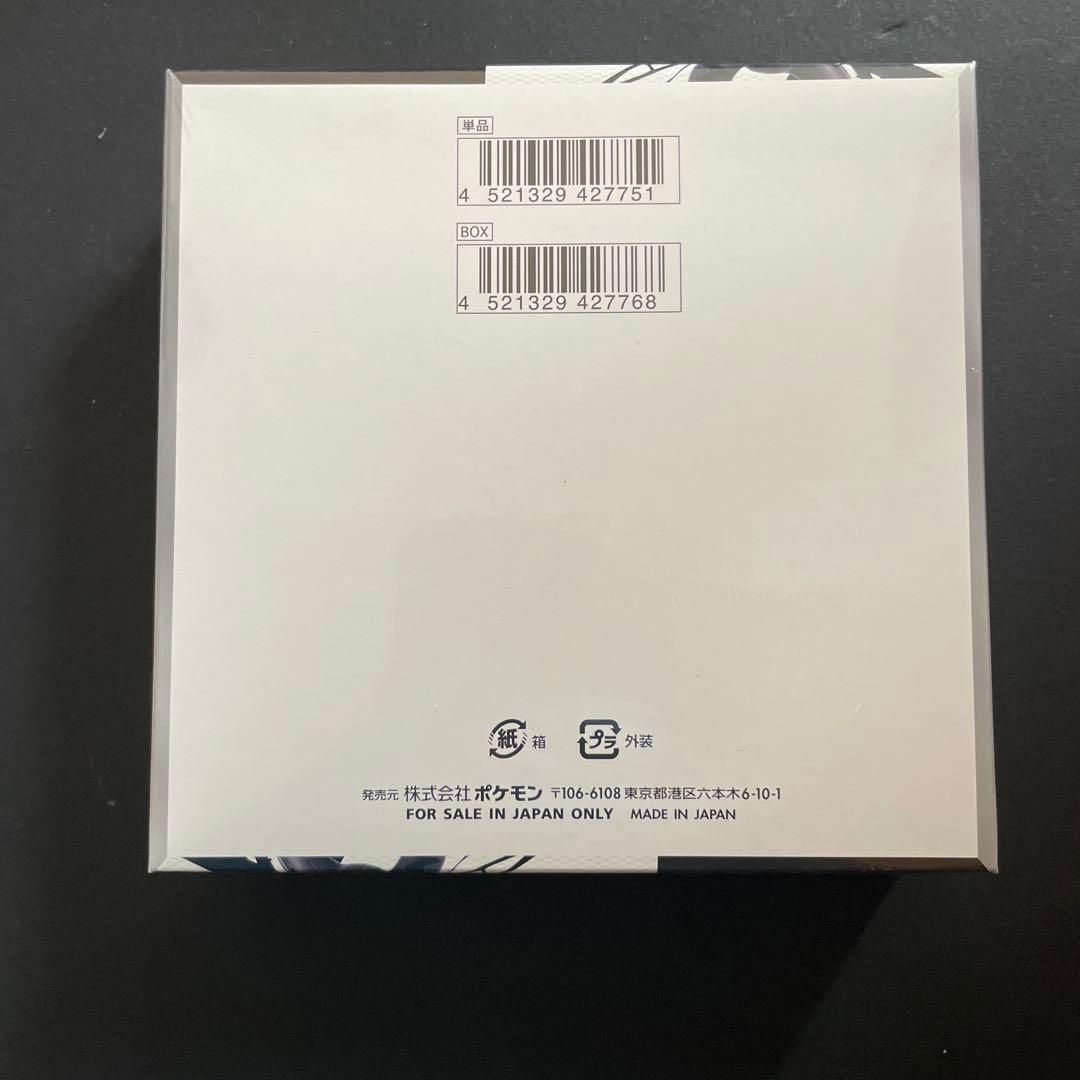 単品
4 521329 427751
BOX
4 521329 427768
紙 箱 プラ 外装
発売元 株式会社ポケモン 〒106-6108 東京都港区六本木6-10-1
FOR SALE IN JAPAN ONLY MADE IN JAPAN